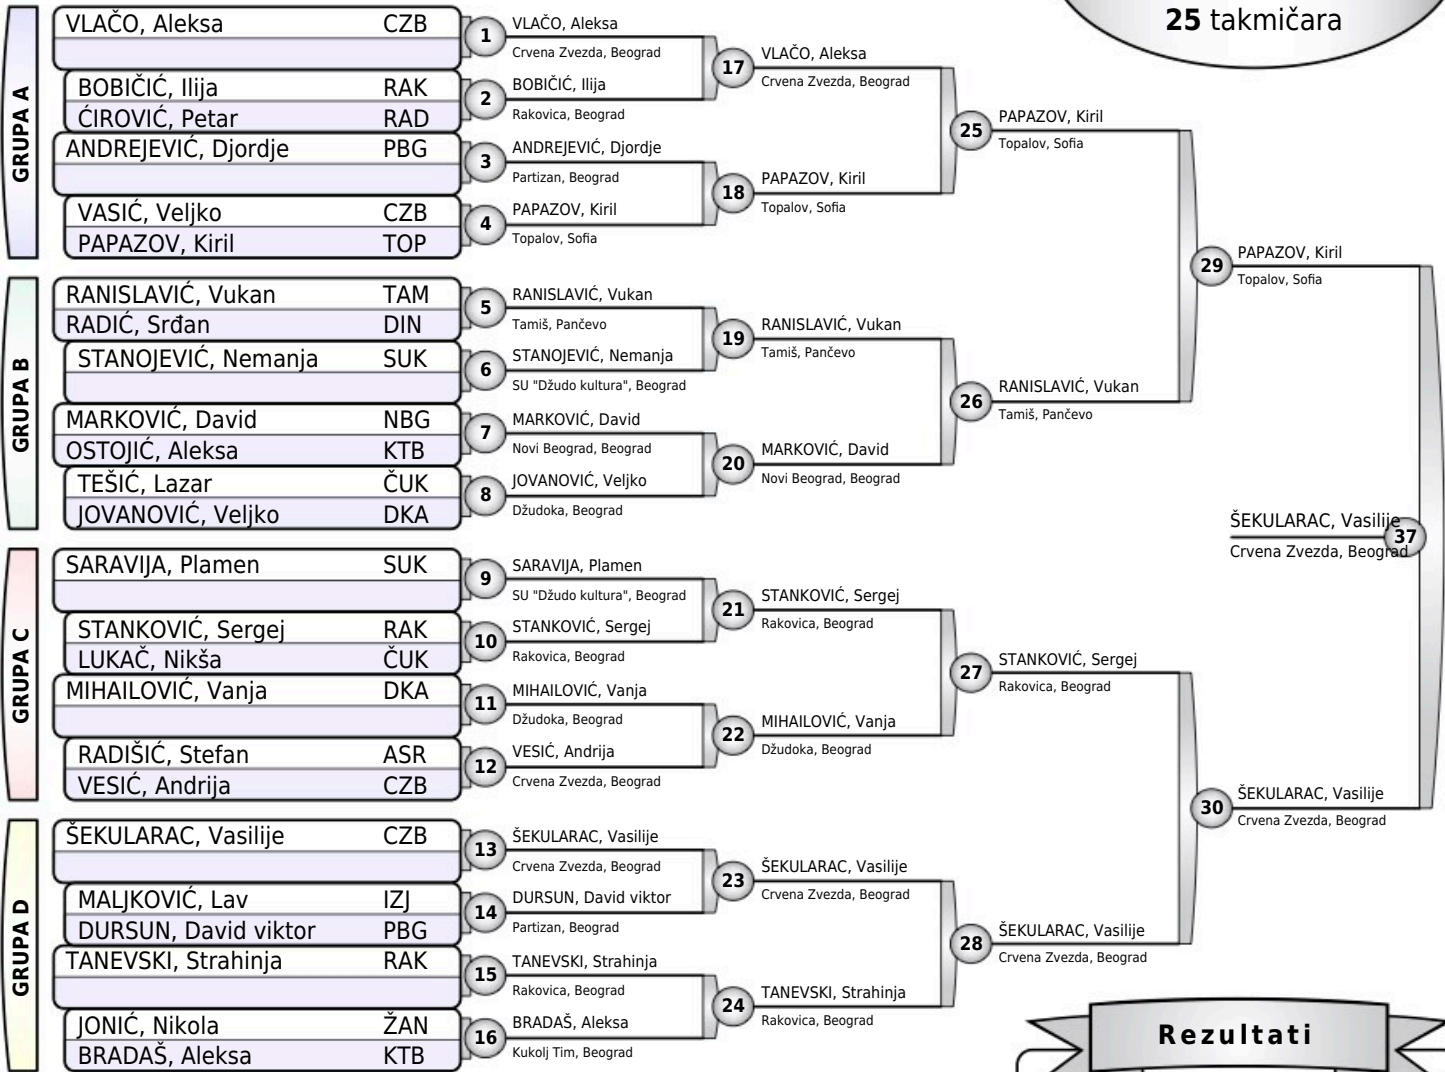 25 takmičara
GRUPA A
VLAČO, Aleksa CZB
BOBIČIĆ, Ilija RAK
ĆIROVIĆ, Petar RAD
ANDREJEVIĆ, Djordje PBG
VASIĆ, Veljko CZB
PAPAZOV, Kiril TOP
GRUPA B
RANISLAVIĆ, Vukan TAM
RADIĆ, Srđan DIN
STANOJEVIĆ, Nemanja SUK
MARKOVIĆ, David NBG
OSTOJIĆ, Aleksa KTB
TEŠIĆ, Lazar ČUK
JOVANOVIĆ, Veljko DKA
GRUPA C
SARAVIJA, Plamen SUK
STANKOVIĆ, Sergej RAK
LUKAČ, Nikša ČUK
MIHAILOVIĆ, Vanja DKA
RADIŠIĆ, Stefan ASR
VESIĆ, Andrija CZB
GRUPA D
ŠEKULARAC, Vasilije CZB
MALJKOVIĆ, Lav IZJ
DURSUN, David viktor PBG
TANEVSKI, Strahinja RAK
JONIĆ, Nikola ŽAN
BRADAŠ, Aleksa KTB
1 VLAČO, Aleksa
Crvena Zvezda, Beograd
2 BOBIČIĆ, Ilija
Rakovica, Beograd
3 ANDREJEVIĆ, Djordje
Partizan, Beograd
4 PAPAZOV, Kiril
Topalov, Sofia
5 RANISLAVIĆ, Vukan
Tamiš, Pančevo
6 STANOJEVIĆ, Nemanja
SU "Džudo kultura", Beograd
7 MARKOVIĆ, David
Novi Beograd, Beograd
8 JOVANOVIĆ, Veljko
Džudoka, Beograd
9 SARAVIJA, Plamen
SU "Džudo kultura", Beograd
10 STANKOVIĆ, Sergej
Rakovica, Beograd
11 MIHAILOVIĆ, Vanja
Džudoka, Beograd
12 VESIĆ, Andrija
Crvena Zvezda, Beograd
13 ŠEKULARAC, Vasilije
Crvena Zvezda, Beograd
14 DURSUN, David viktor
Partizan, Beograd
15 TANEVSKI, Strahinja
Rakovica, Beograd
16 BRADAŠ, Aleksa
Kukolj Tim, Beograd
17 VLAČO, Aleksa
Crvena Zvezda, Beograd
18 PAPAZOV, Kiril
Topalov, Sofia
19 RANISLAVIĆ, Vukan
Tamiš, Pančevo
20 MARKOVIĆ, David
Novi Beograd, Beograd
21 STANKOVIĆ, Sergej
Rakovica, Beograd
22 MIHAILOVIĆ, Vanja
Džudoka, Beograd
23 ŠEKULARAC, Vasilije
Crvena Zvezda, Beograd
24 TANEVSKI, Strahinja
Rakovica, Beograd
25 PAPAZOV, Kiril
Topalov, Sofia
26 RANISLAVIĆ, Vukan
Tamiš, Pančevo
27 STANKOVIĆ, Sergej
Rakovica, Beograd
28 ŠEKULARAC, Vasilije
Crvena Zvezda, Beograd
29 PAPAZOV, Kiril
Topalov, Sofia
30 ŠEKULARAC, Vasilije
Crvena Zvezda, Beograd
ŠEKULARAC, Vasilije
37
Crvena Zvezda, Beograd
Rezultati